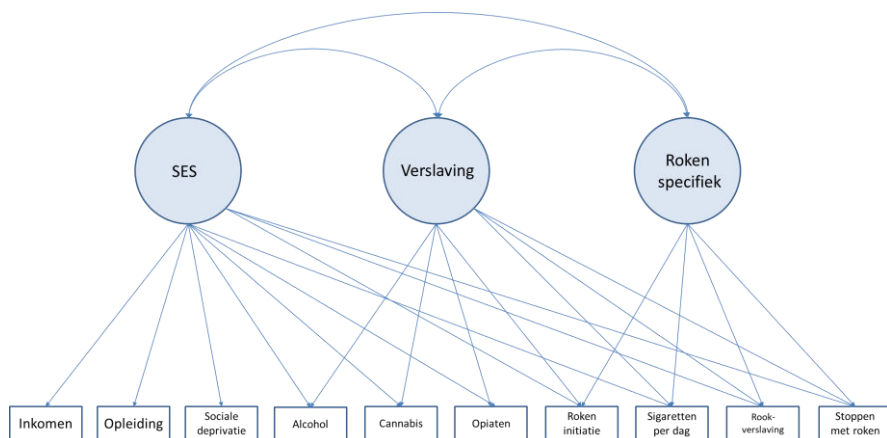 SES
Verslaving
Roken
specifiek
Inkomen
Opleiding
Sociale
deprivatie
Alcohol
Cannabis
Opiaten
Roken
initiatie
Sigaretten
per dag
Rook-
verslaving
Stoppen
met roken